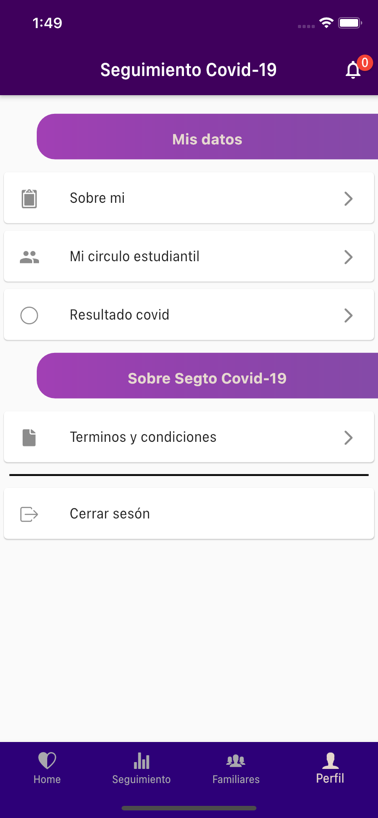 1:49
Seguimiento Covid-19
0
Mis datos
Sobre mi
Mi circulo estudiantil
Resultado covid
Sobre Segto Covid-19
Terminos y condiciones
Cerrar sesón
Home
Seguimiento
Familiares
Perfil